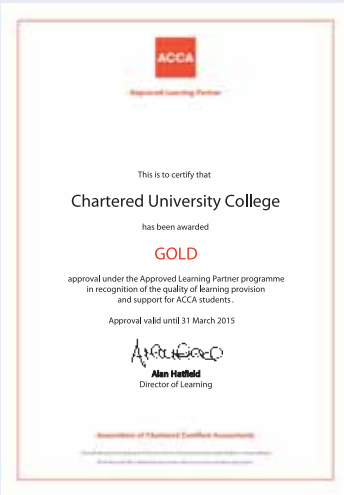 ACCA
Approved Learning Partner
This is to certify that
Chartered University College
has been awarded
GOLD
approval under the Approved Learning Partner programme
in recognition of the quality of learning provision
and support for ACCA students.
Approval valid until 31 March 2015
Alan Hatfield
Director of Learning
Association of Chartered Certified Accountants